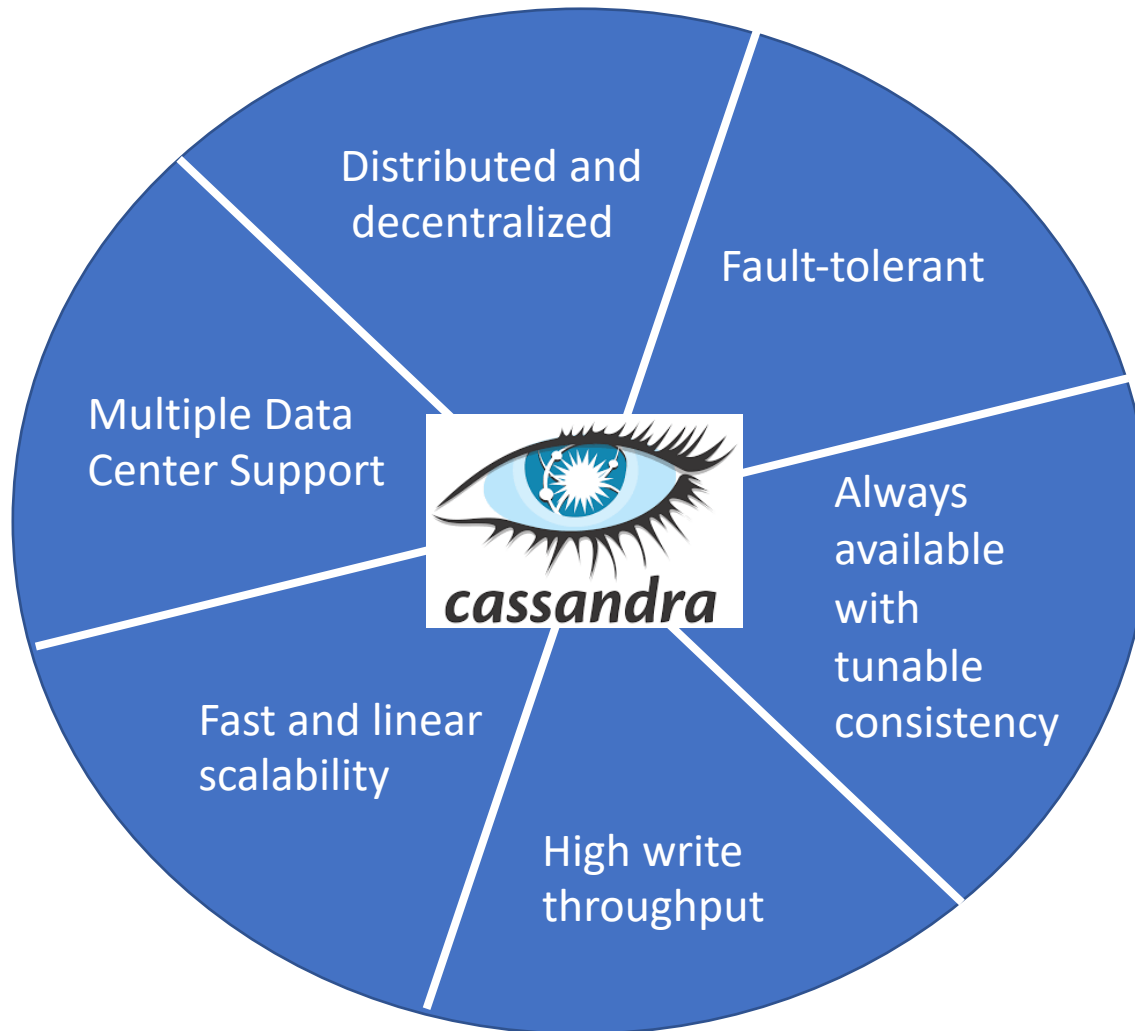 Distributed and
decentralized
Fault-tolerant
Multiple Data
Center Support
Always
available
with
tunable
consistency
cassandra
Fast and linear
scalability
High write
throughput